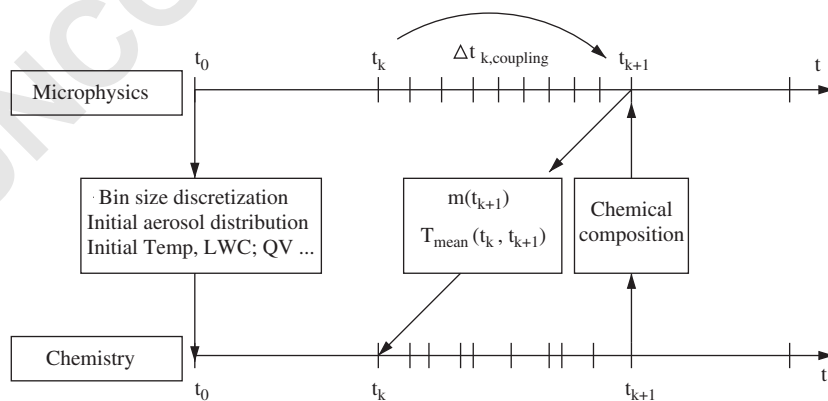 UNCO
t₀
tₖ
Δt ₖ,coupling
tₖ₊₁
t
Microphysics
Bin size discretization
Initial aerosol distribution
Initial Temp, LWC; QV ...
m(tₖ₊₁)
Tₘₑₐₙ (tₖ , tₖ₊₁)
Chemical
composition
Chemistry
t₀
tₖ
tₖ₊₁
t